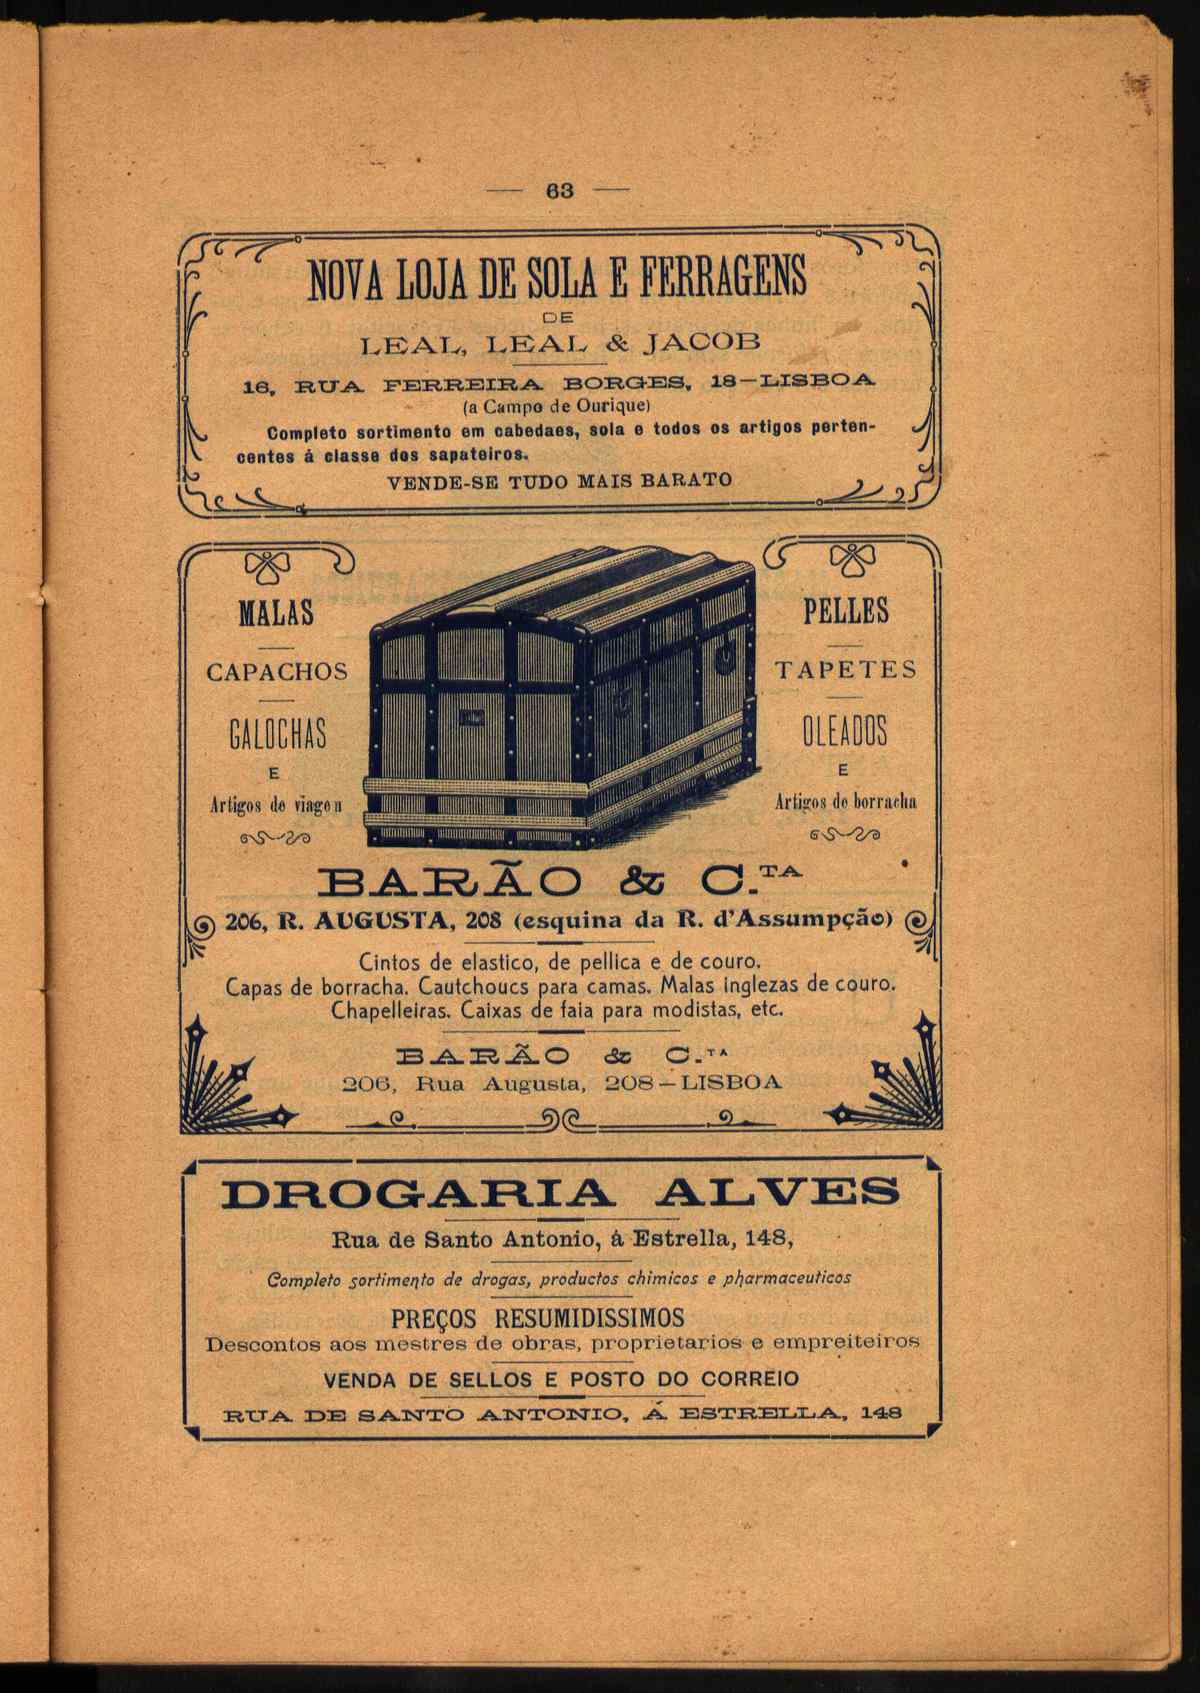 — 63 —
NOVA LOJA DE SOLA E FERRAGENS
DE
LEAL, LEAL & JACOB
16, RUA FERREIRA BORGES, 18—LISBOA
(a Campo de Ourique)
Completo sortimento em cabedaes, sola e todos os artigos perten-
centes á classe dos sapateiros.
VENDE-SE TUDO MAIS BARATO
MALAS
CAPACHOS
GALOCHAS
E
Artigos de viagem
PELLES
TAPETES
OLEADOS
E
Artigos de borracha
BARÃO & C.TA
206, R. AUGUSTA, 208 (esquina da R. d'Assumpção)
Cintos de elastico, de pellica e de couro.
Capas de borracha. Cautchoucs para camas. Malas inglezas de couro.
Chapelleiras. Caixas de faia para modistas, etc.
BARÃO & C.TA
206, Rua Augusta, 208—LISBOA
DROGARIA ALVES
Rua de Santo Antonio, á Estrella, 148,
Completo sortimento de drogas, productos chimicos e pharmaceuticos
PREÇOS RESUMIDISSIMOS
Descontos aos mestres de obras, proprietarios e empreiteiros
VENDA DE SELLOS E POSTO DO CORREIO
RUA DE SANTO ANTONIO, Á ESTRELLA, 148